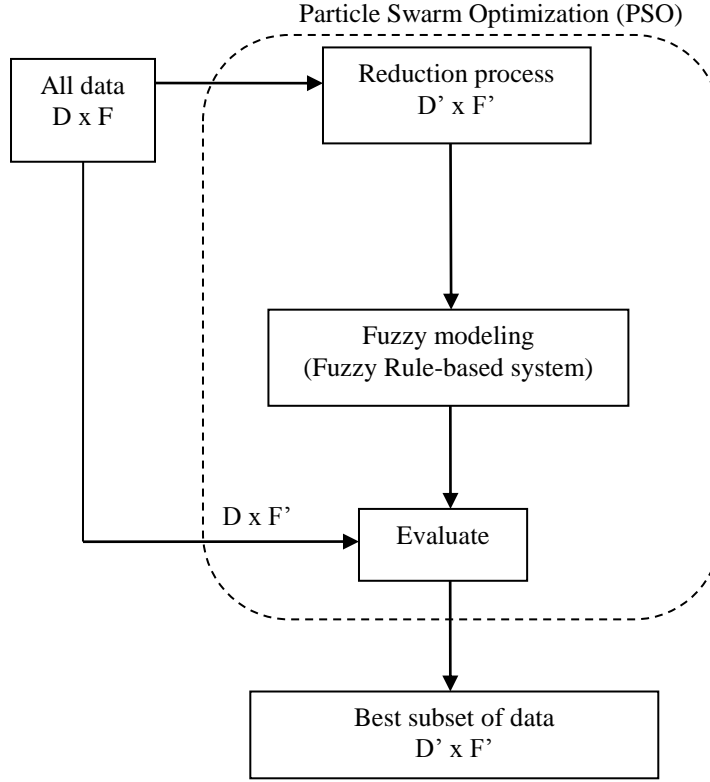 Particle Swarm Optimization (PSO)
All data
D x F
Reduction process
D’ x F’
Fuzzy modeling
(Fuzzy Rule-based system)
D x F’
Evaluate
Best subset of data
D’ x F’